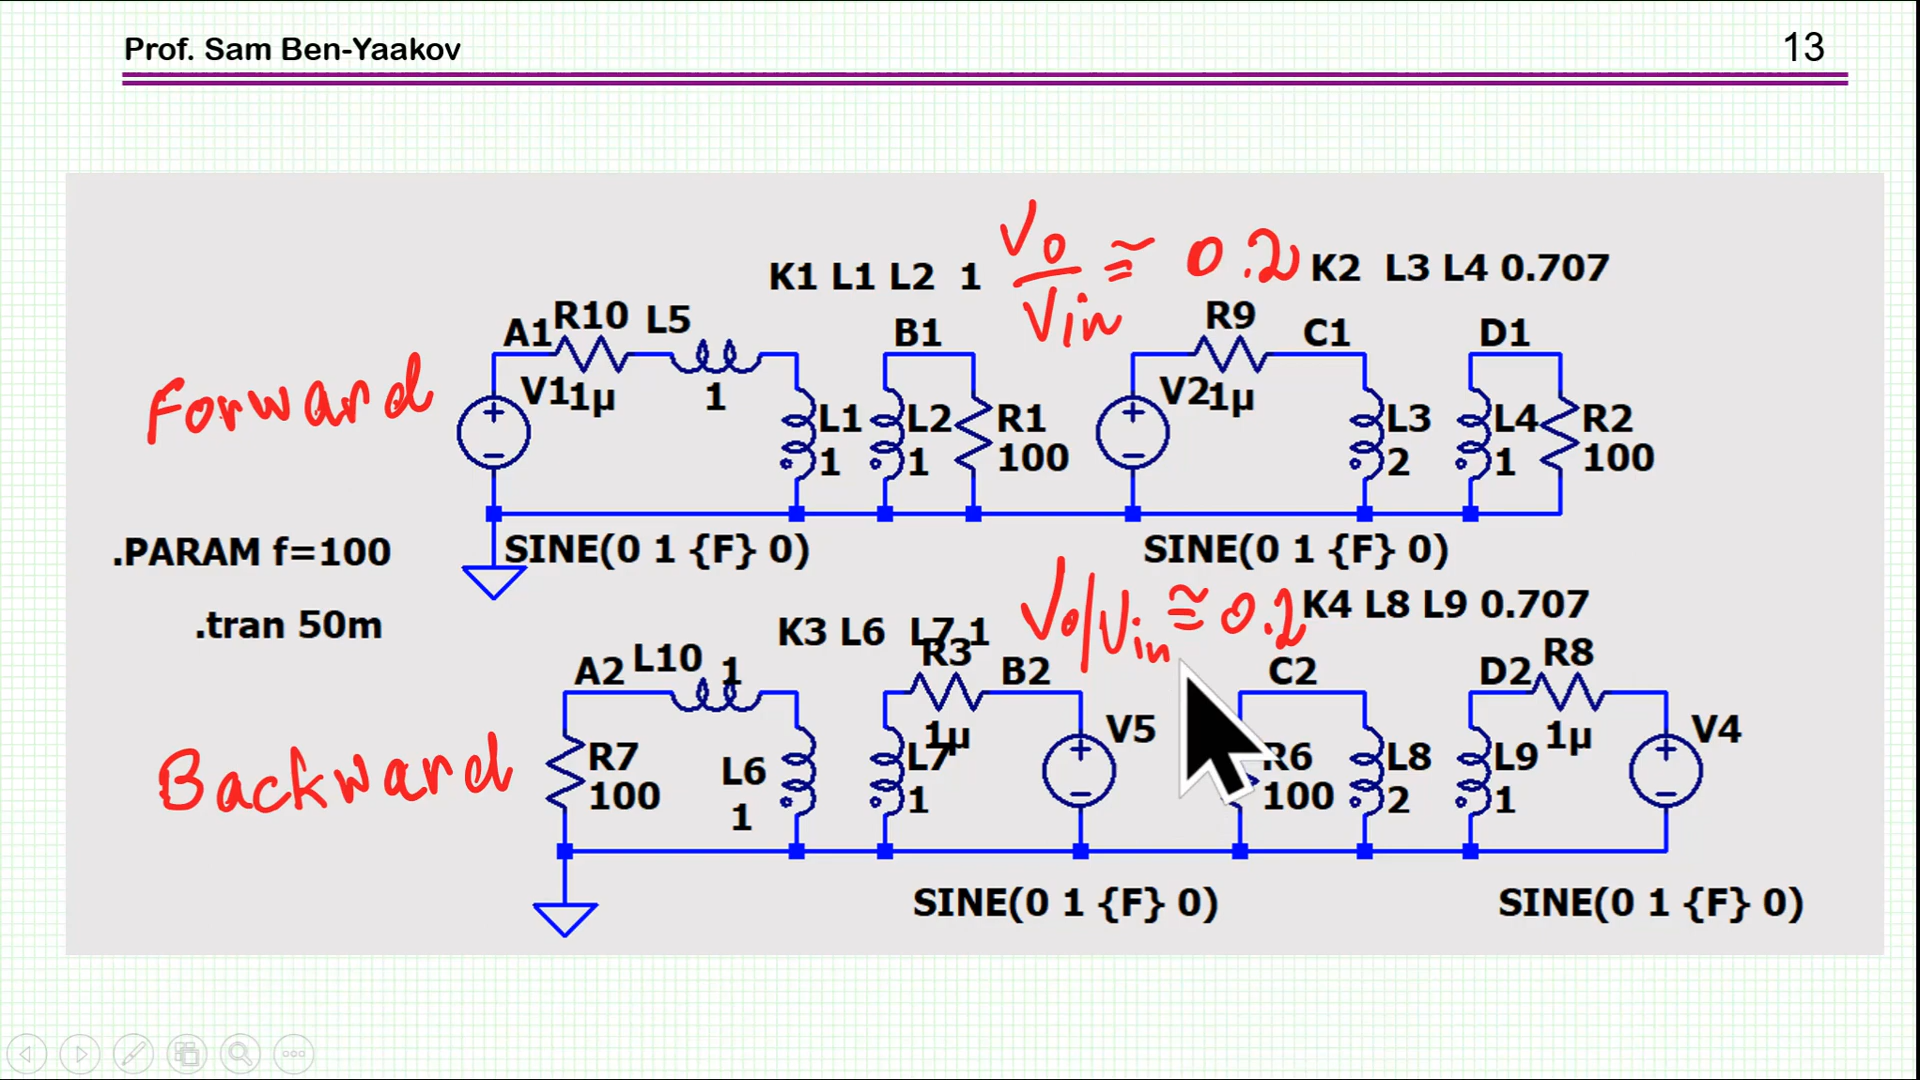 Prof. Sam Ben-Yaakov 13
Vo/Vin ≅ 0.2
K1 L1 L2 1 K2 L3 L4 0.707
A1 R10 L5 B1 R9 C1 D1
Forward V1 1µ 1 V2 1µ
L1 L2 R1 L3 L4 R2
1 1 100 2 1 100
.PARAM f=100 SINE(0 1 {F} 0) SINE(0 1 {F} 0)
.tran 50m K3 L6 L7 1 Vo/Vin ≅ 0.2 K4 L8 L9 0.707
A2 L10 1 R3 B2 C2 D2 R8
1µ V5 1µ V4
Backward R7 L6 L7 R6 L8 L9
100 1 1 100 2 1
SINE(0 1 {F} 0) SINE(0 1 {F} 0)